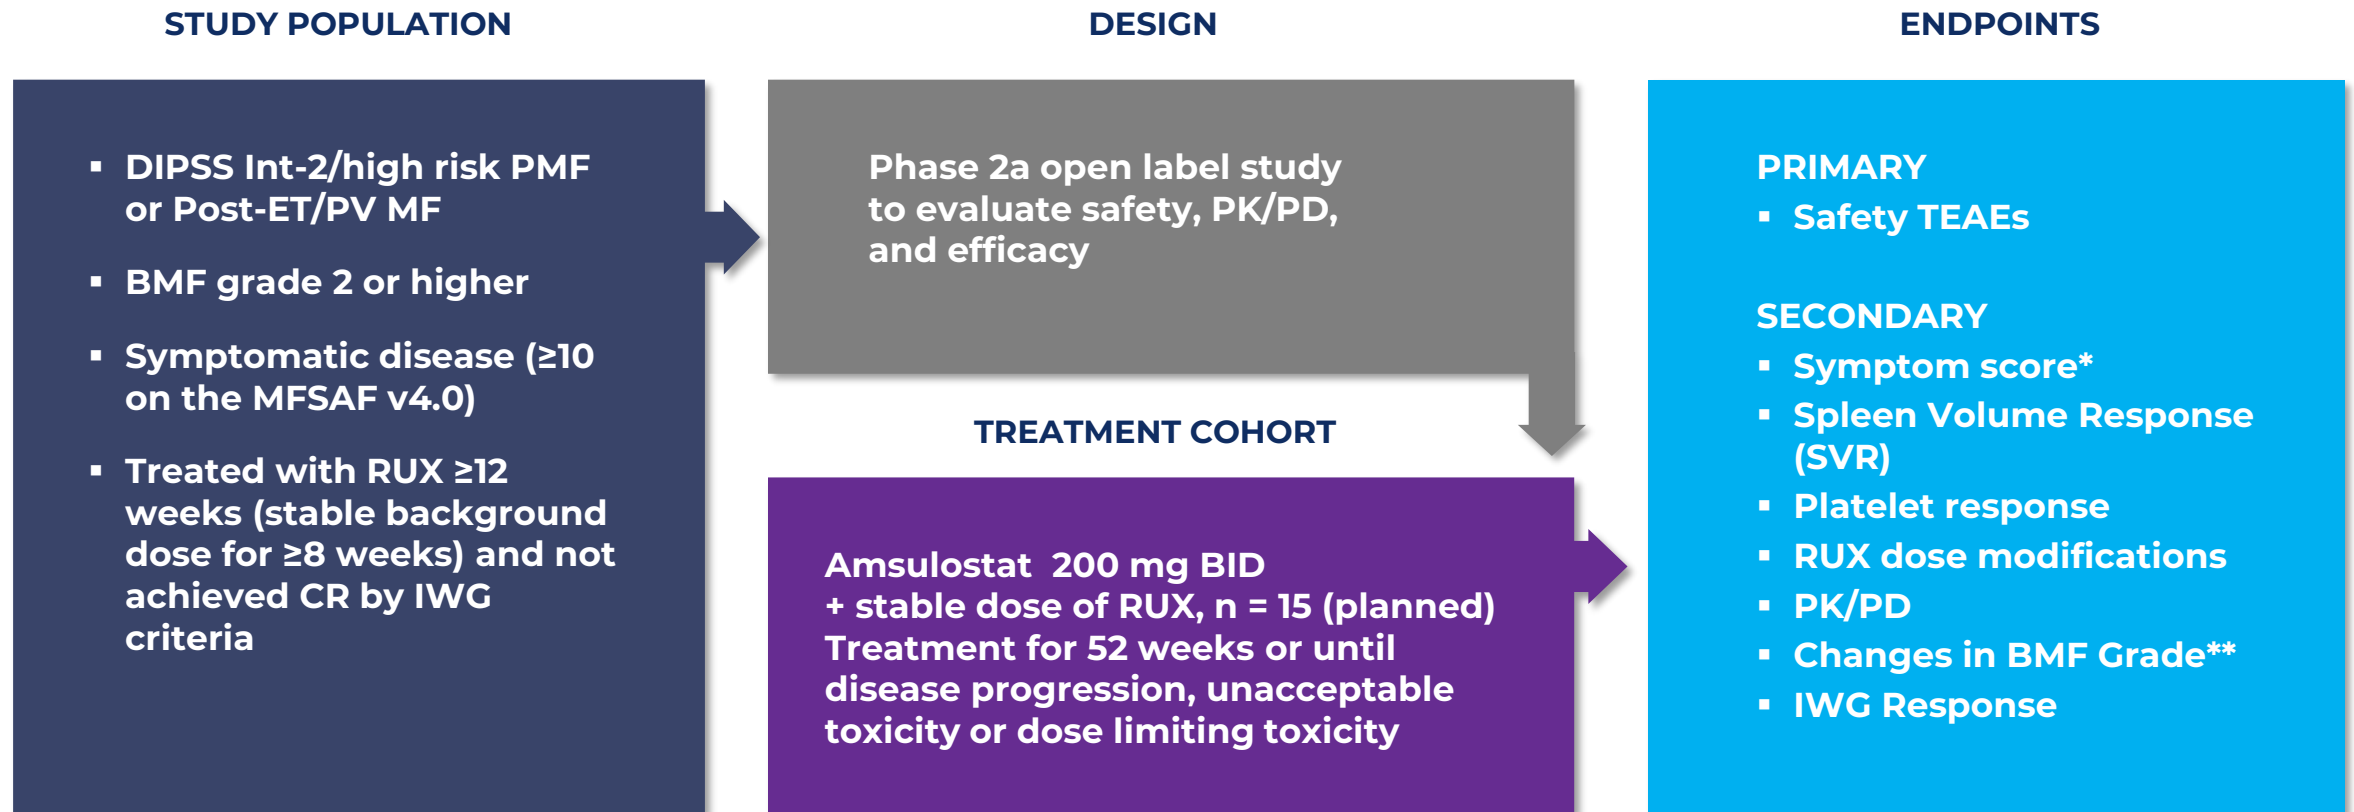 STUDY POPULATION
▪ DIPSS Int-2/high risk PMF
or Post-ET/PV MF
▪ BMF grade 2 or higher
▪ Symptomatic disease (≥10
on the MFSAF v4.0)
▪ Treated with RUX ≥12
weeks (stable background
dose for ≥8 weeks) and not
achieved CR by IWG
criteria
DESIGN
Phase 2a open label study
to evaluate safety, PK/PD,
and efficacy
TREATMENT COHORT
Amsulostat 200 mg BID
+ stable dose of RUX, n = 15 (planned)
Treatment for 52 weeks or until
disease progression, unacceptable
toxicity or dose limiting toxicity
ENDPOINTS
PRIMARY
▪ Safety TEAEs
SECONDARY
▪ Symptom score*
▪ Spleen Volume Response
(SVR)
▪ Platelet response
▪ RUX dose modifications
▪ PK/PD
▪ Changes in BMF Grade**
▪ IWG Response